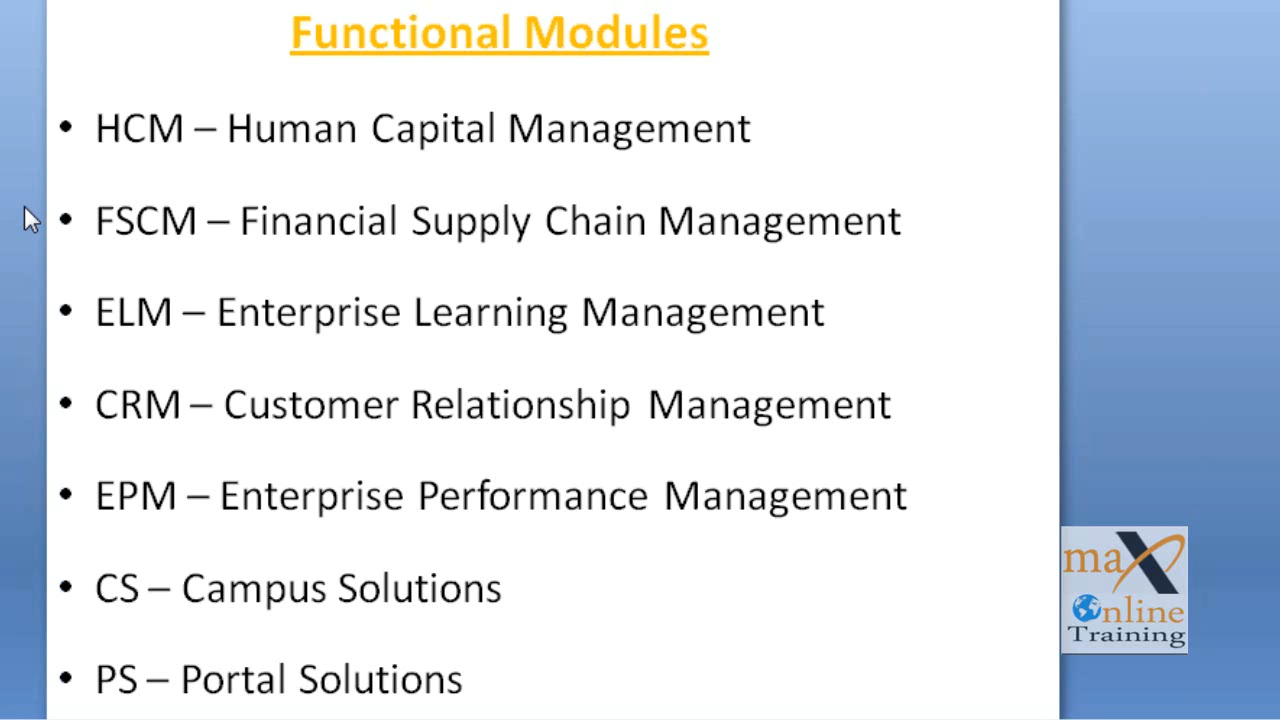 Functional Modules
• HCM – Human Capital Management
• FSCM – Financial Supply Chain Management
• ELM – Enterprise Learning Management
• CRM – Customer Relationship Management
• EPM – Enterprise Performance Management
• CS – Campus Solutions
• PS – Portal Solutions
maX
Online
Training